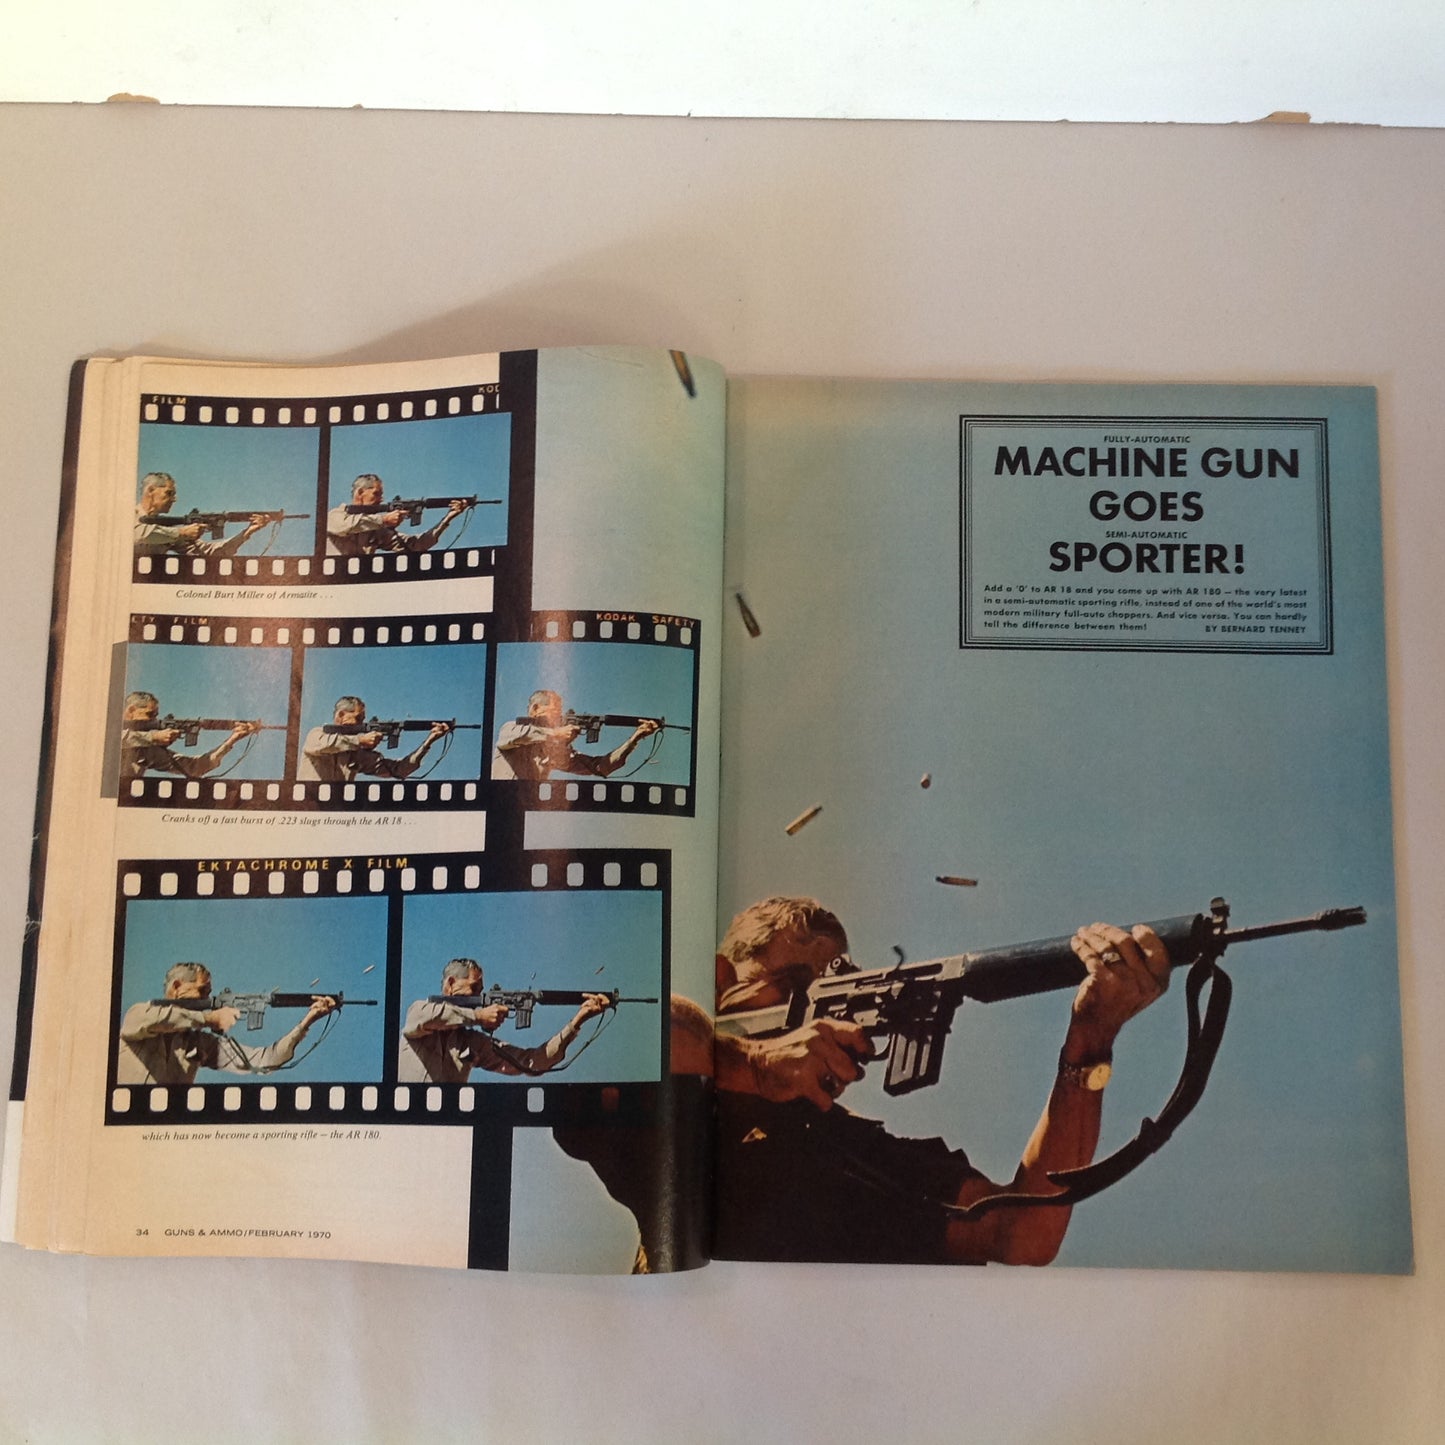 FILM KOD
Colonel Burt Miller of Armalite . . .
TY FILM KODAK SAFETY
Cranks off a fast burst of .223 slugs through the AR 18 . . .
EKTACHROME X FILM
which has now become a sporting rifle — the AR 180.
34 GUNS & AMMO/FEBRUARY 1970
FULLY-AUTOMATIC
MACHINE GUN
GOES
SEMI-AUTOMATIC
SPORTER!
Add a '0' to AR 18 and you come up with AR 180 — the very latest
in a semi-automatic sporting rifle, instead of one of the world's most
modern military full-auto choppers. And vice versa. You can hardly
tell the difference between them! BY BERNARD TENNEY